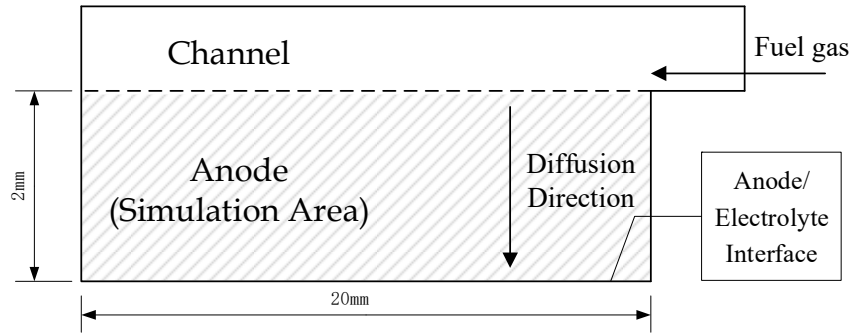 Channel
Fuel gas
2mm
Anode
(Simulation Area)
Diffusion
Direction
Anode/
Electrolyte
Interface
20mm